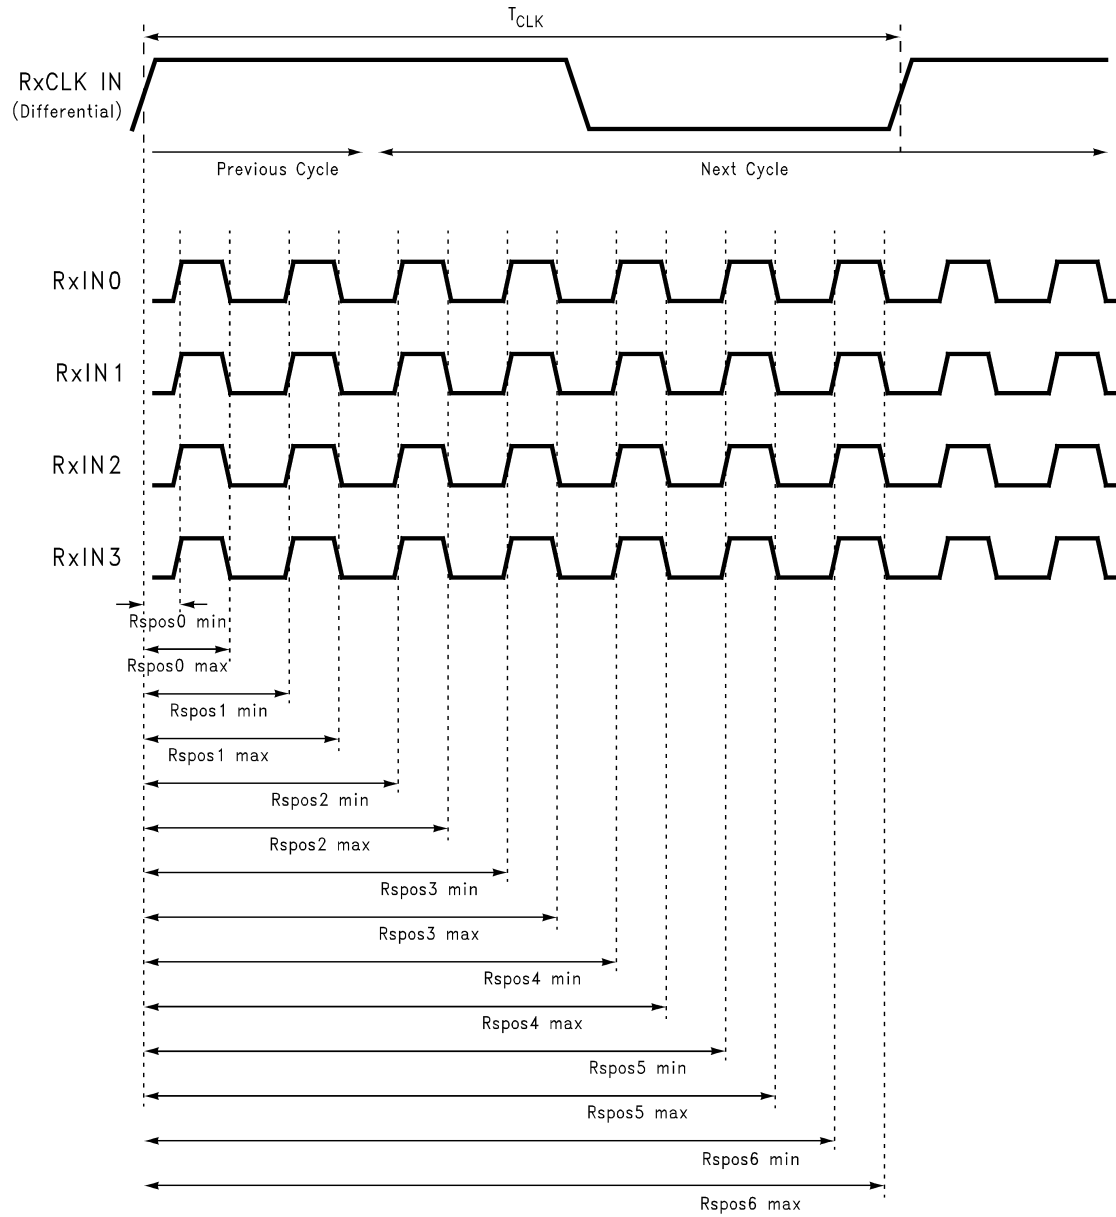 TCLK
RxCLK IN
(Differential)
Previous Cycle
Next Cycle
RxIN0
RxIN1
RxIN2
RxIN3
Rspos0 min
Rspos0 max
Rspos1 min
Rspos1 max
Rspos2 min
Rspos2 max
Rspos3 min
Rspos3 max
Rspos4 min
Rspos4 max
Rspos5 min
Rspos5 max
Rspos6 min
Rspos6 max